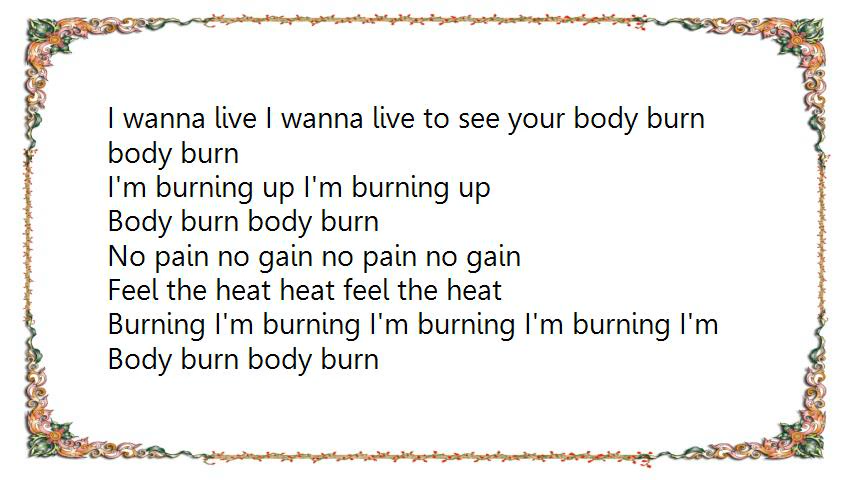 I wanna live I wanna live to see your body burn
body burn
I'm burning up I'm burning up
Body burn body burn
No pain no gain no pain no gain
Feel the heat heat feel the heat
Burning I'm burning I'm burning I'm burning I'm
Body burn body burn